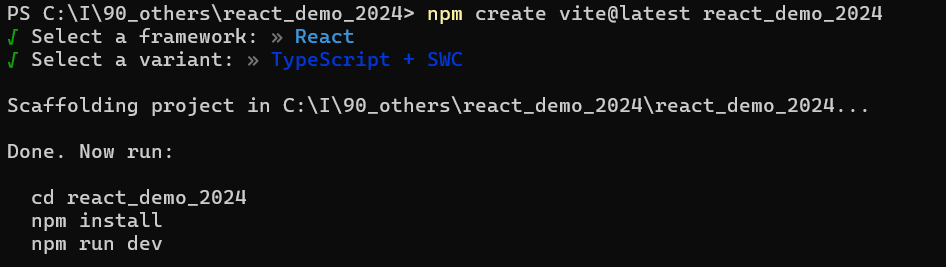 PS C:\I\90_others\react_demo_2024> npm create vite@latest react_demo_2024
√ Select a framework: » React
√ Select a variant: » TypeScript + SWC
Scaffolding project in C:\I\90_others\react_demo_2024\react_demo_2024...
Done. Now run:
cd react_demo_2024
npm install
npm run dev